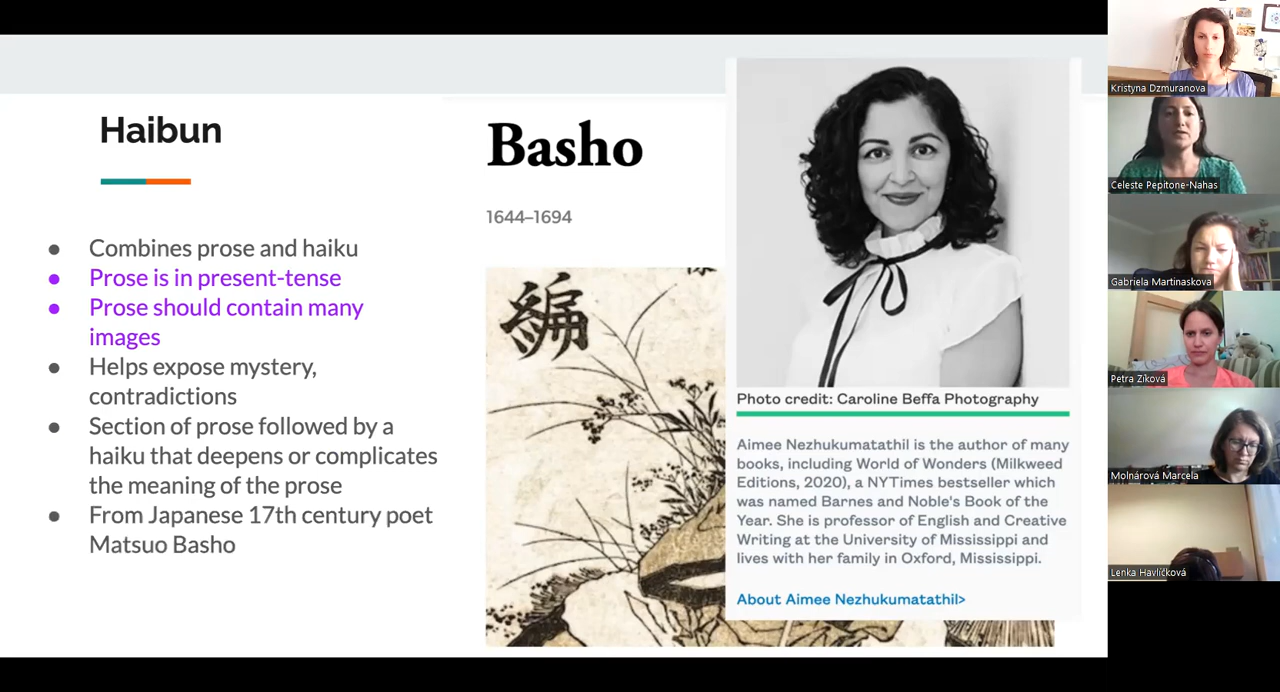 Haibun
● Combines prose and haiku
● Prose is in present-tense
● Prose should contain many
images
● Helps expose mystery,
contradictions
● Section of prose followed by a
haiku that deepens or complicates
the meaning of the prose
● From Japanese 17th century poet
Matsuo Basho
Basho
1644–1694
編
Photo credit: Caroline Beffa Photography
Aimee Nezhukumatathil is the author of many
books, including World of Wonders (Milkweed
Editions, 2020), a NYTimes bestseller which
was named Barnes and Noble's Book of the
Year. She is professor of English and Creative
Writing at the University of Mississippi and
lives with her family in Oxford, Mississippi.
About Aimee Nezhukumatathil>
Kristyna Dzmuranova
Celeste Pepitone-Nahas
Gabriela Martinaskova
Petra Zíková
Molnárová Marcela
Lenka Havlíčková